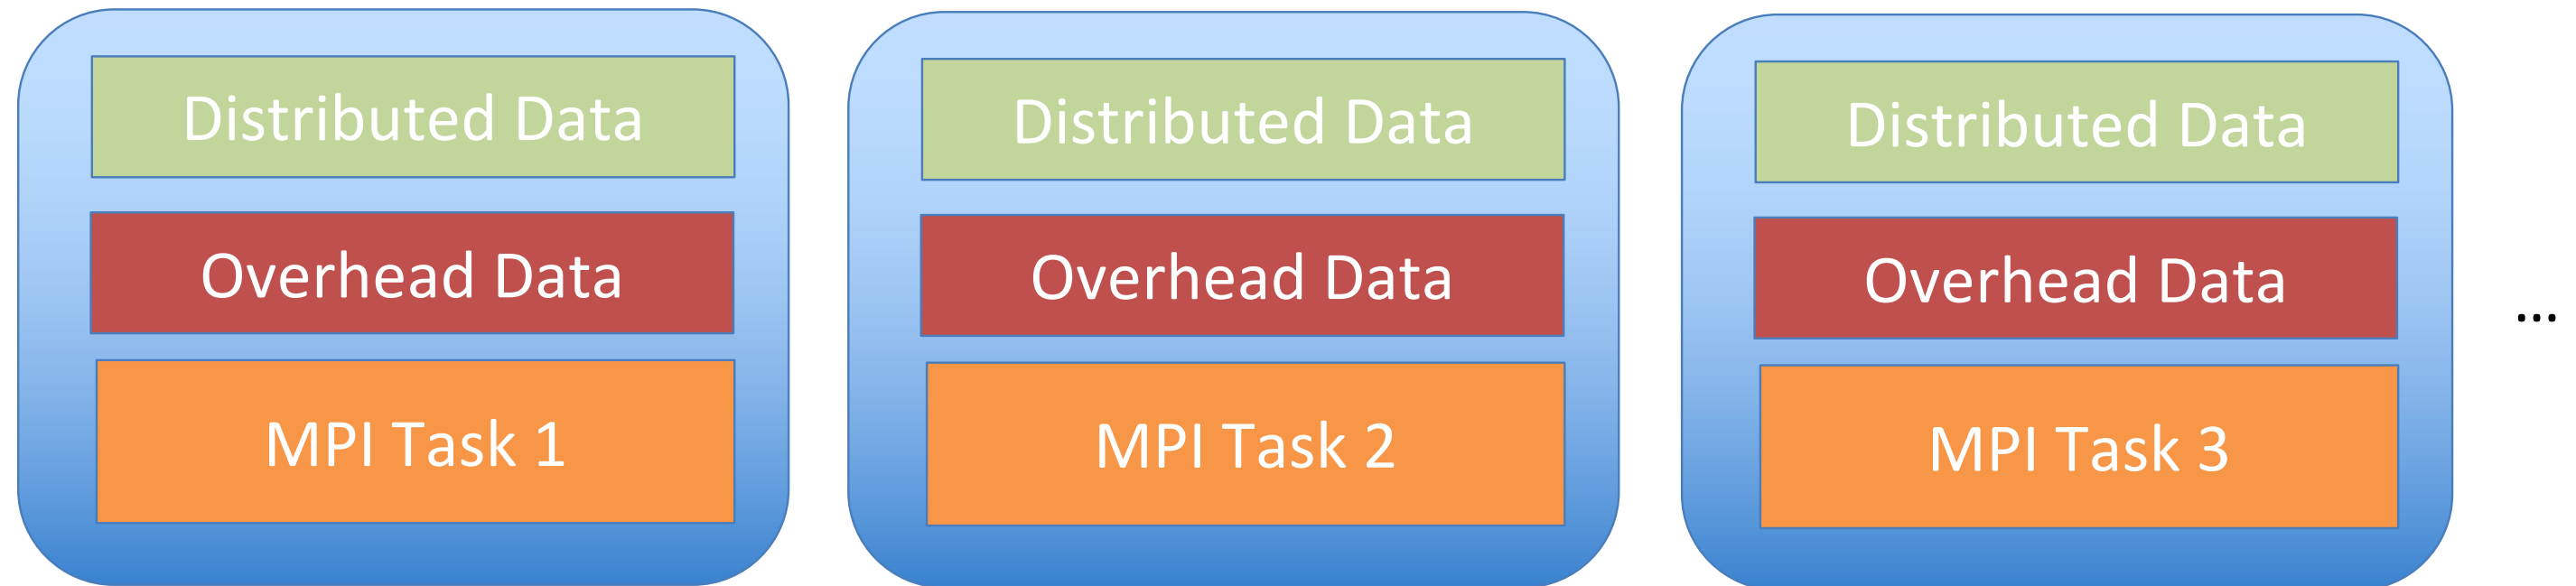 Distributed Data
Overhead Data
MPI Task 1
Distributed Data
Overhead Data
MPI Task 2
Distributed Data
Overhead Data
MPI Task 3
...